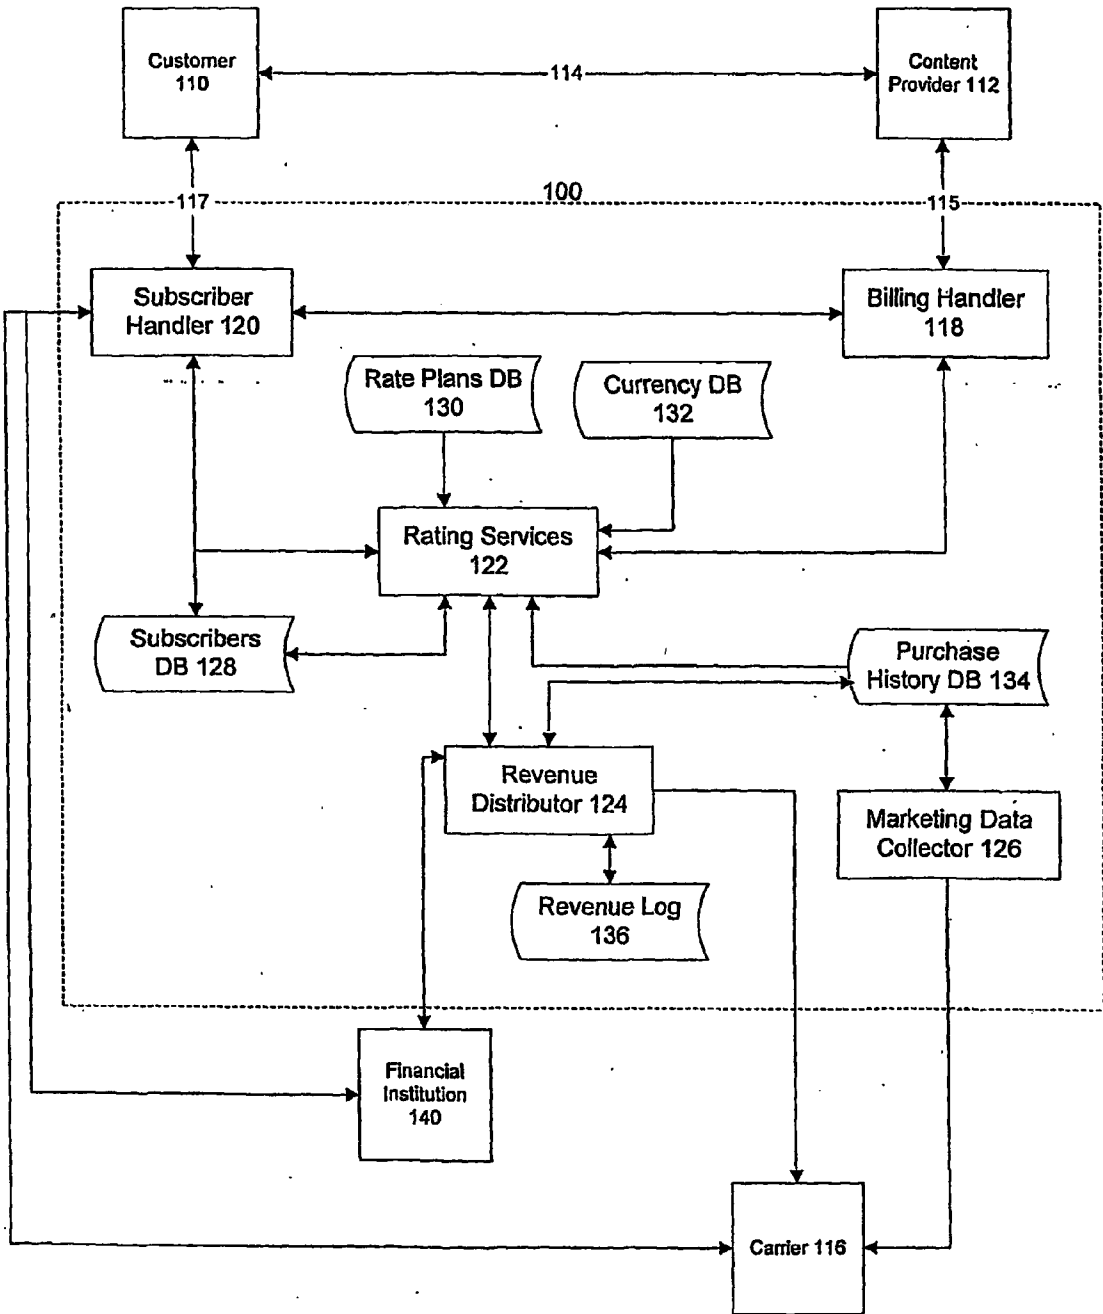 Customer
110
114
Content
Provider 112
117
100
115
Subscriber
Handler 120
Billing Handler
118
Rate Plans DB
130
Currency DB
132
Rating Services
122
Subscribers
DB 128
Purchase
History DB 134
Revenue
Distributor 124
Marketing Data
Collector 126
Revenue Log
136
Financial
Institution
140
Carrier 116